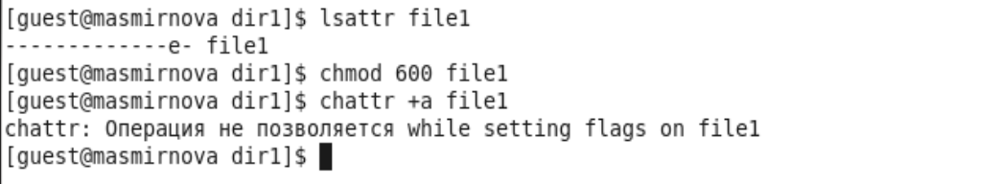 [guest@masmirnova dir1]$ lsattr file1
-------------e- file1
[guest@masmirnova dir1]$ chmod 600 file1
[guest@masmirnova dir1]$ chattr +a file1
chattr: Операция не позволяется while setting flags on file1
[guest@masmirnova dir1]$